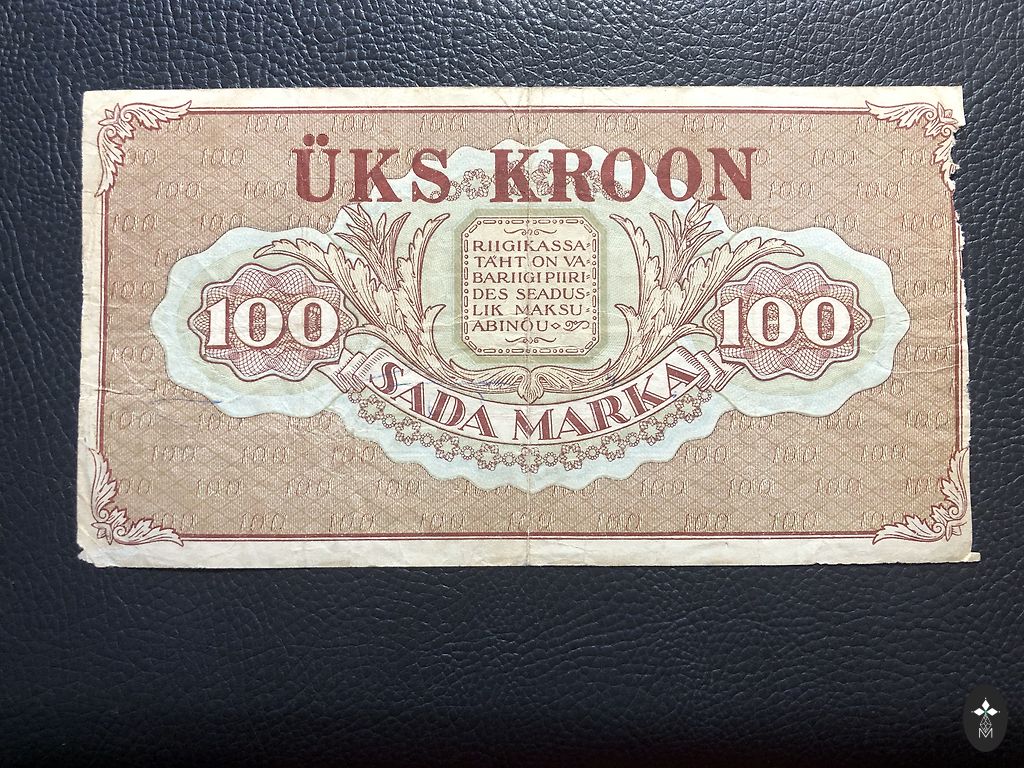 ÜKS KROON
RIIGIKASSA-
TÄHT ON VA-
BARIIGI PIIRI-
DES SEADUS-
LIK MAKSU-
ABINÕU
100
100
SADA MARKA